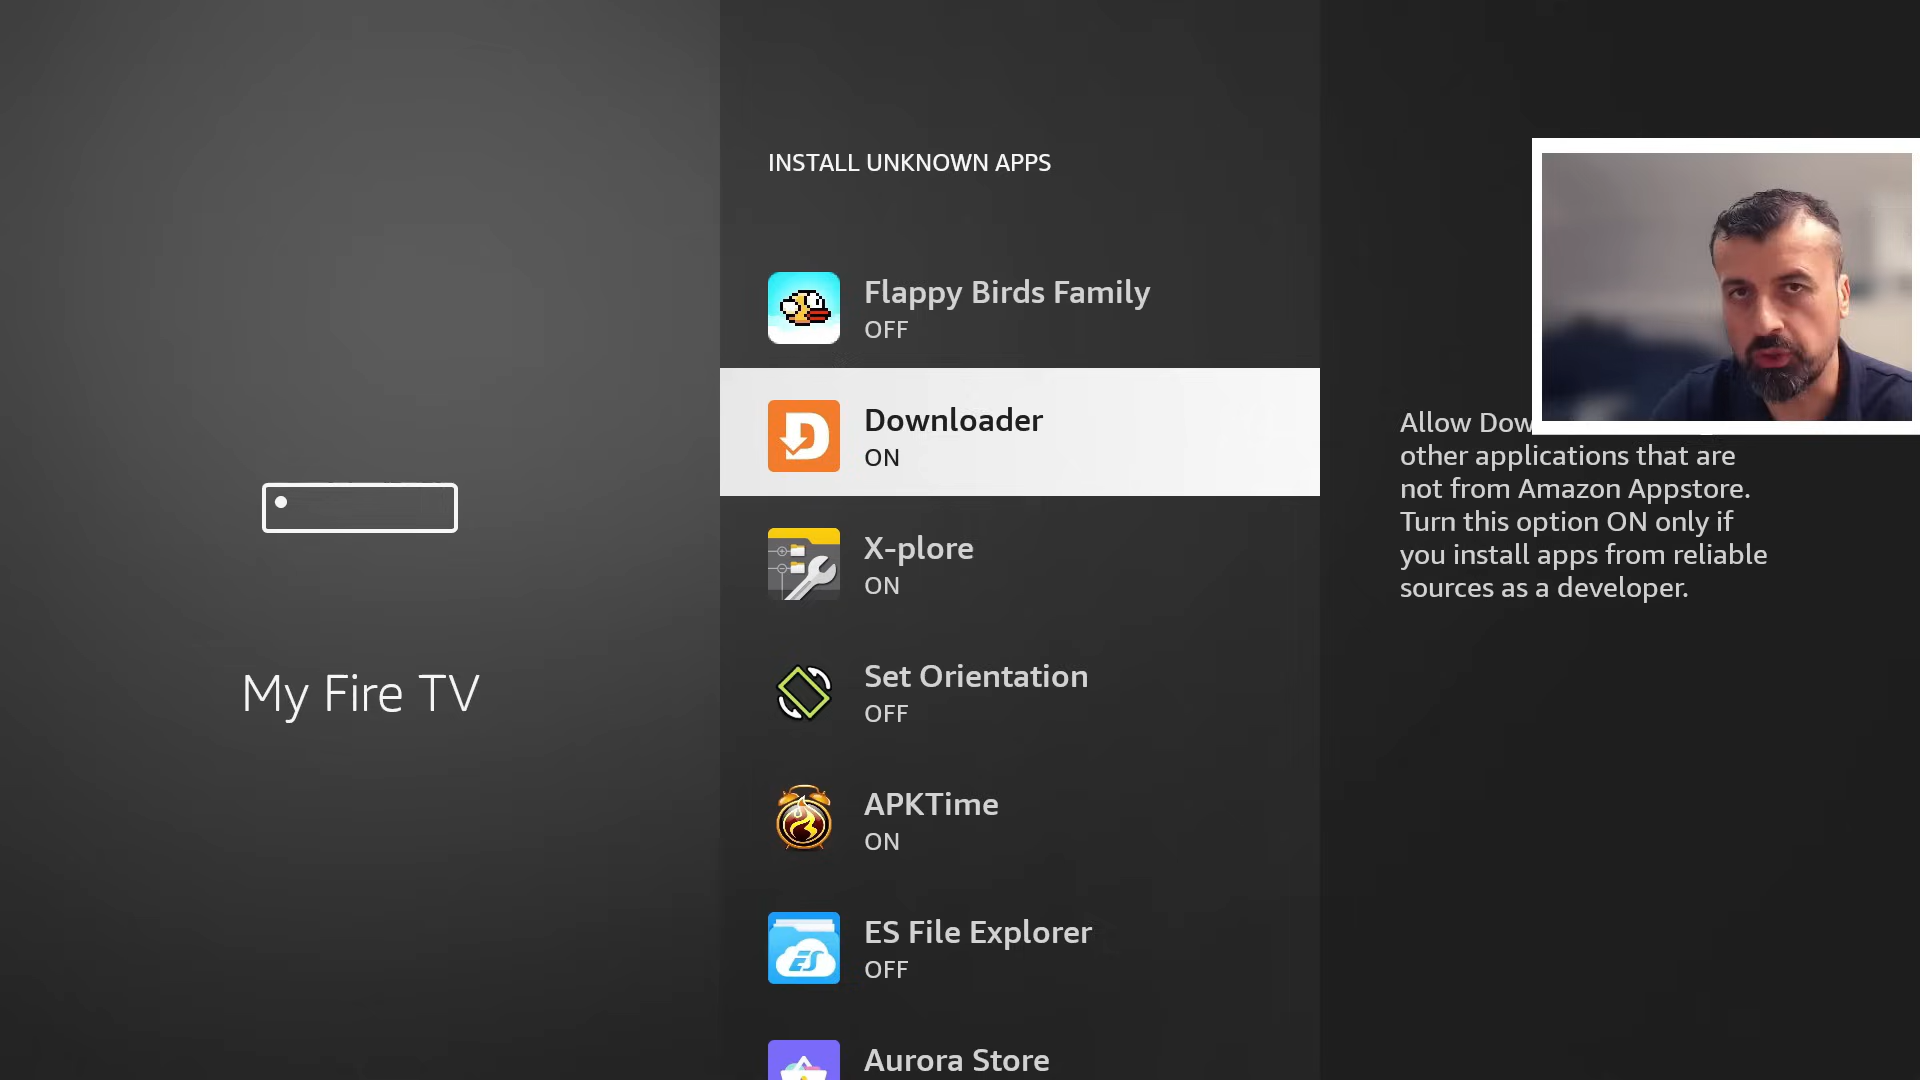 INSTALL UNKNOWN APPS
Flappy Birds Family
OFF
Downloader
ON
X-plore
ON
Set Orientation
OFF
APKTime
ON
ES File Explorer
OFF
Aurora Store
My Fire TV
Allow
other applications that are
not from Amazon Appstore.
Turn this option ON only if
you install apps from reliable
sources as a developer.
D
ES